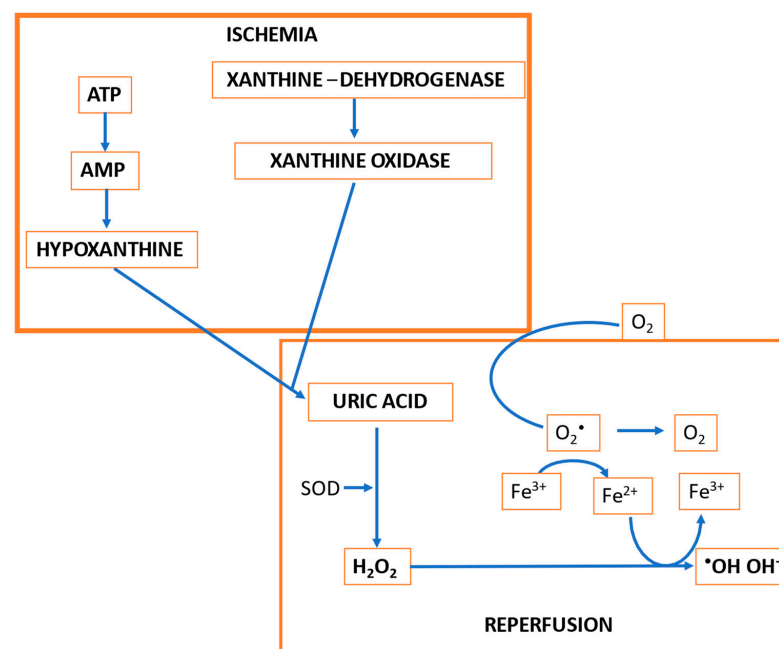 ISCHEMIA
XANTHINE – DEHYDROGENASE
ATP
XANTHINE OXIDASE
AMP
HYPOXANTHINE
O₂
URIC ACID
O₂•
O₂
SOD
Fe³⁺
Fe²⁺
Fe³⁺
H₂O₂
•OH OH⁻
REPERFUSION